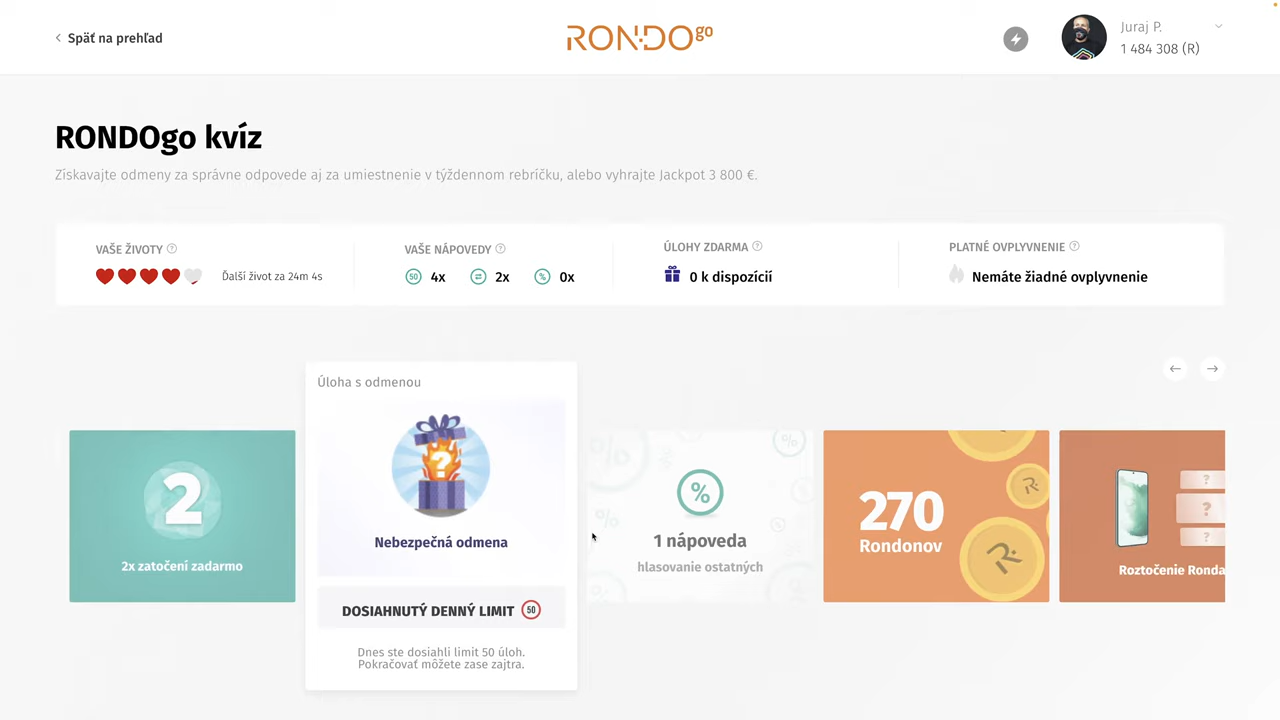 Späť na prehľad
RONDOgo
Juraj P.
1 484 308 (R)
RONDOgo kvíz
Získavajte odmeny za správne odpovede aj za umiestnenie v týždennom rebríčku, alebo vyhrajte Jackpot 3 800 €.
VAŠE ŽIVOTY ?
Ďalší život za 24m 4s
VAŠE NÁPOVEDY ?
50 4x 2x % 0x
ÚLOHY ZDARMA ?
0 k dispozícií
PLATNÉ OVPLYVNENIE ?
Nemáte žiadné ovplyvnenie
2
2x zatočení zadarmo
Úloha s odmenou
?
Nebezpečná odmena
DOSIAHNUTÝ DENNÝ LIMIT 50
Dnes ste dosiahli limit 50 úloh.
Pokračovať môžete zase zajtra.
%
1 nápoveda
hlasovanie ostatných
270
Rondonov
?
?
?
Roztočenie Ronda